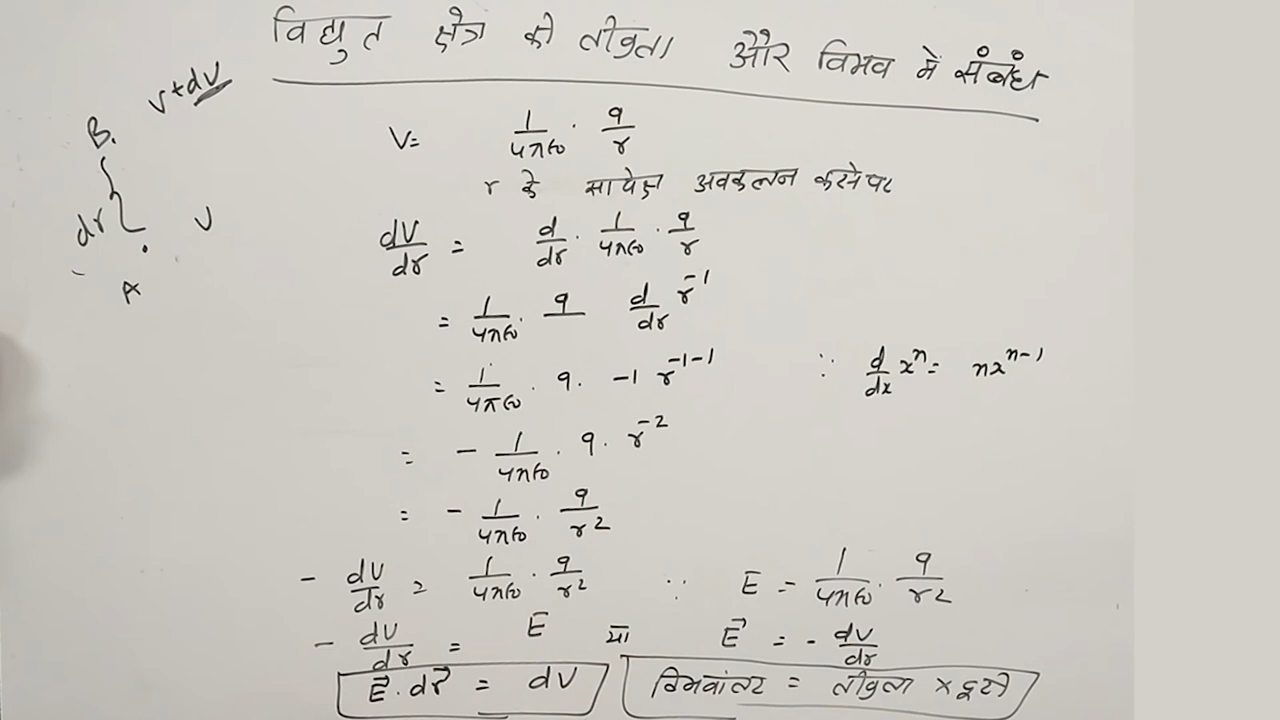 विद्युत क्षेत्र की तीव्रता और विभव में संबंध
V+dV
B.
dr
V
A
V= 1/4πε0 · q/r
r के सापेक्ष अवकलन करने पर
dV/dr = d/dr · 1/4πε0 · q/r
= 1/4πε0 · q d/dr r⁻¹
= 1/4πε0 · q · -1 r⁻¹⁻¹ ∵ d/dx xⁿ = nxⁿ⁻¹
= - 1/4πε0 · q · r⁻²
= - 1/4πε0 · q/r²
- dV/dr = 1/4πε0 · q/r² ∵ E = 1/4πε0 · q/r²
- dV/dr = E या E⃗ = - dV/dr
E⃗ · dr⃗ = dV विभवांतर = तीव्रता × दूरी